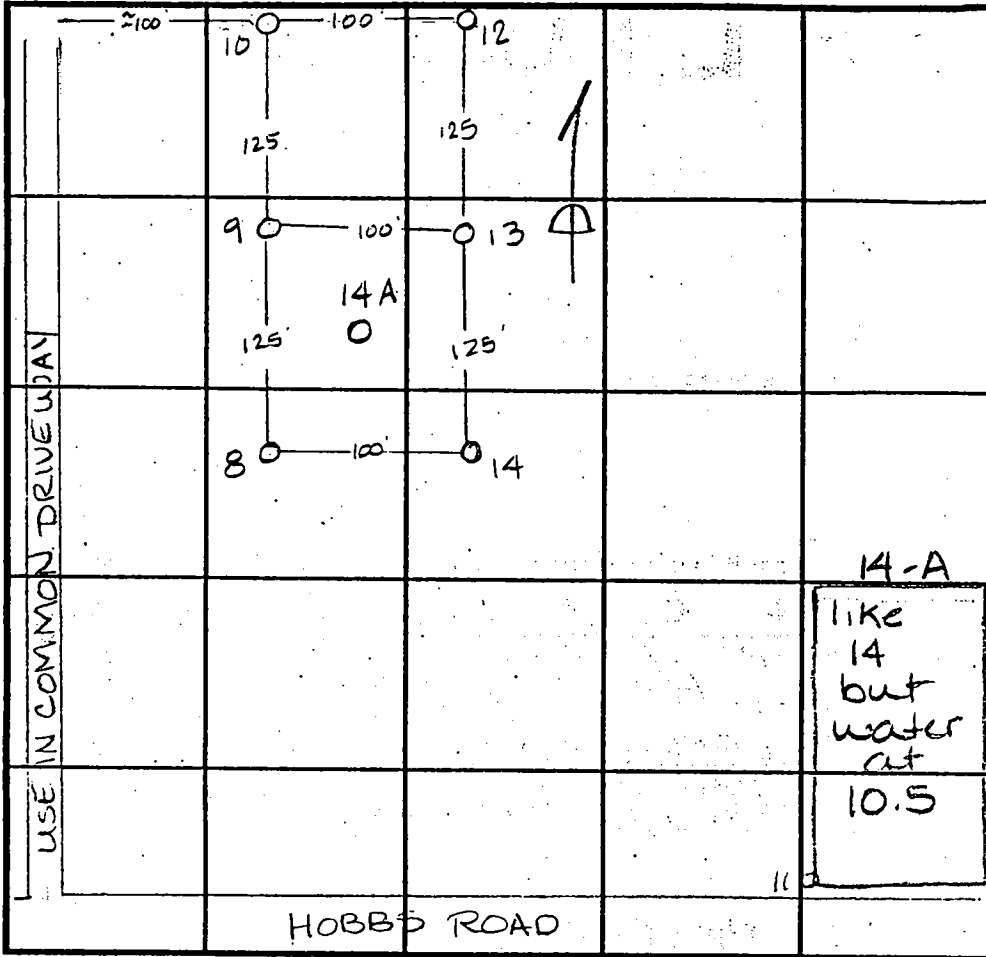 ≈100'
100'
10
12
125
125
9
100'
13
14A
125'
125'
8
100'
14
USE IN COMMON DRIVEWAY
14-A
like
14
but
water
at
10.5
11
HOBBS ROAD